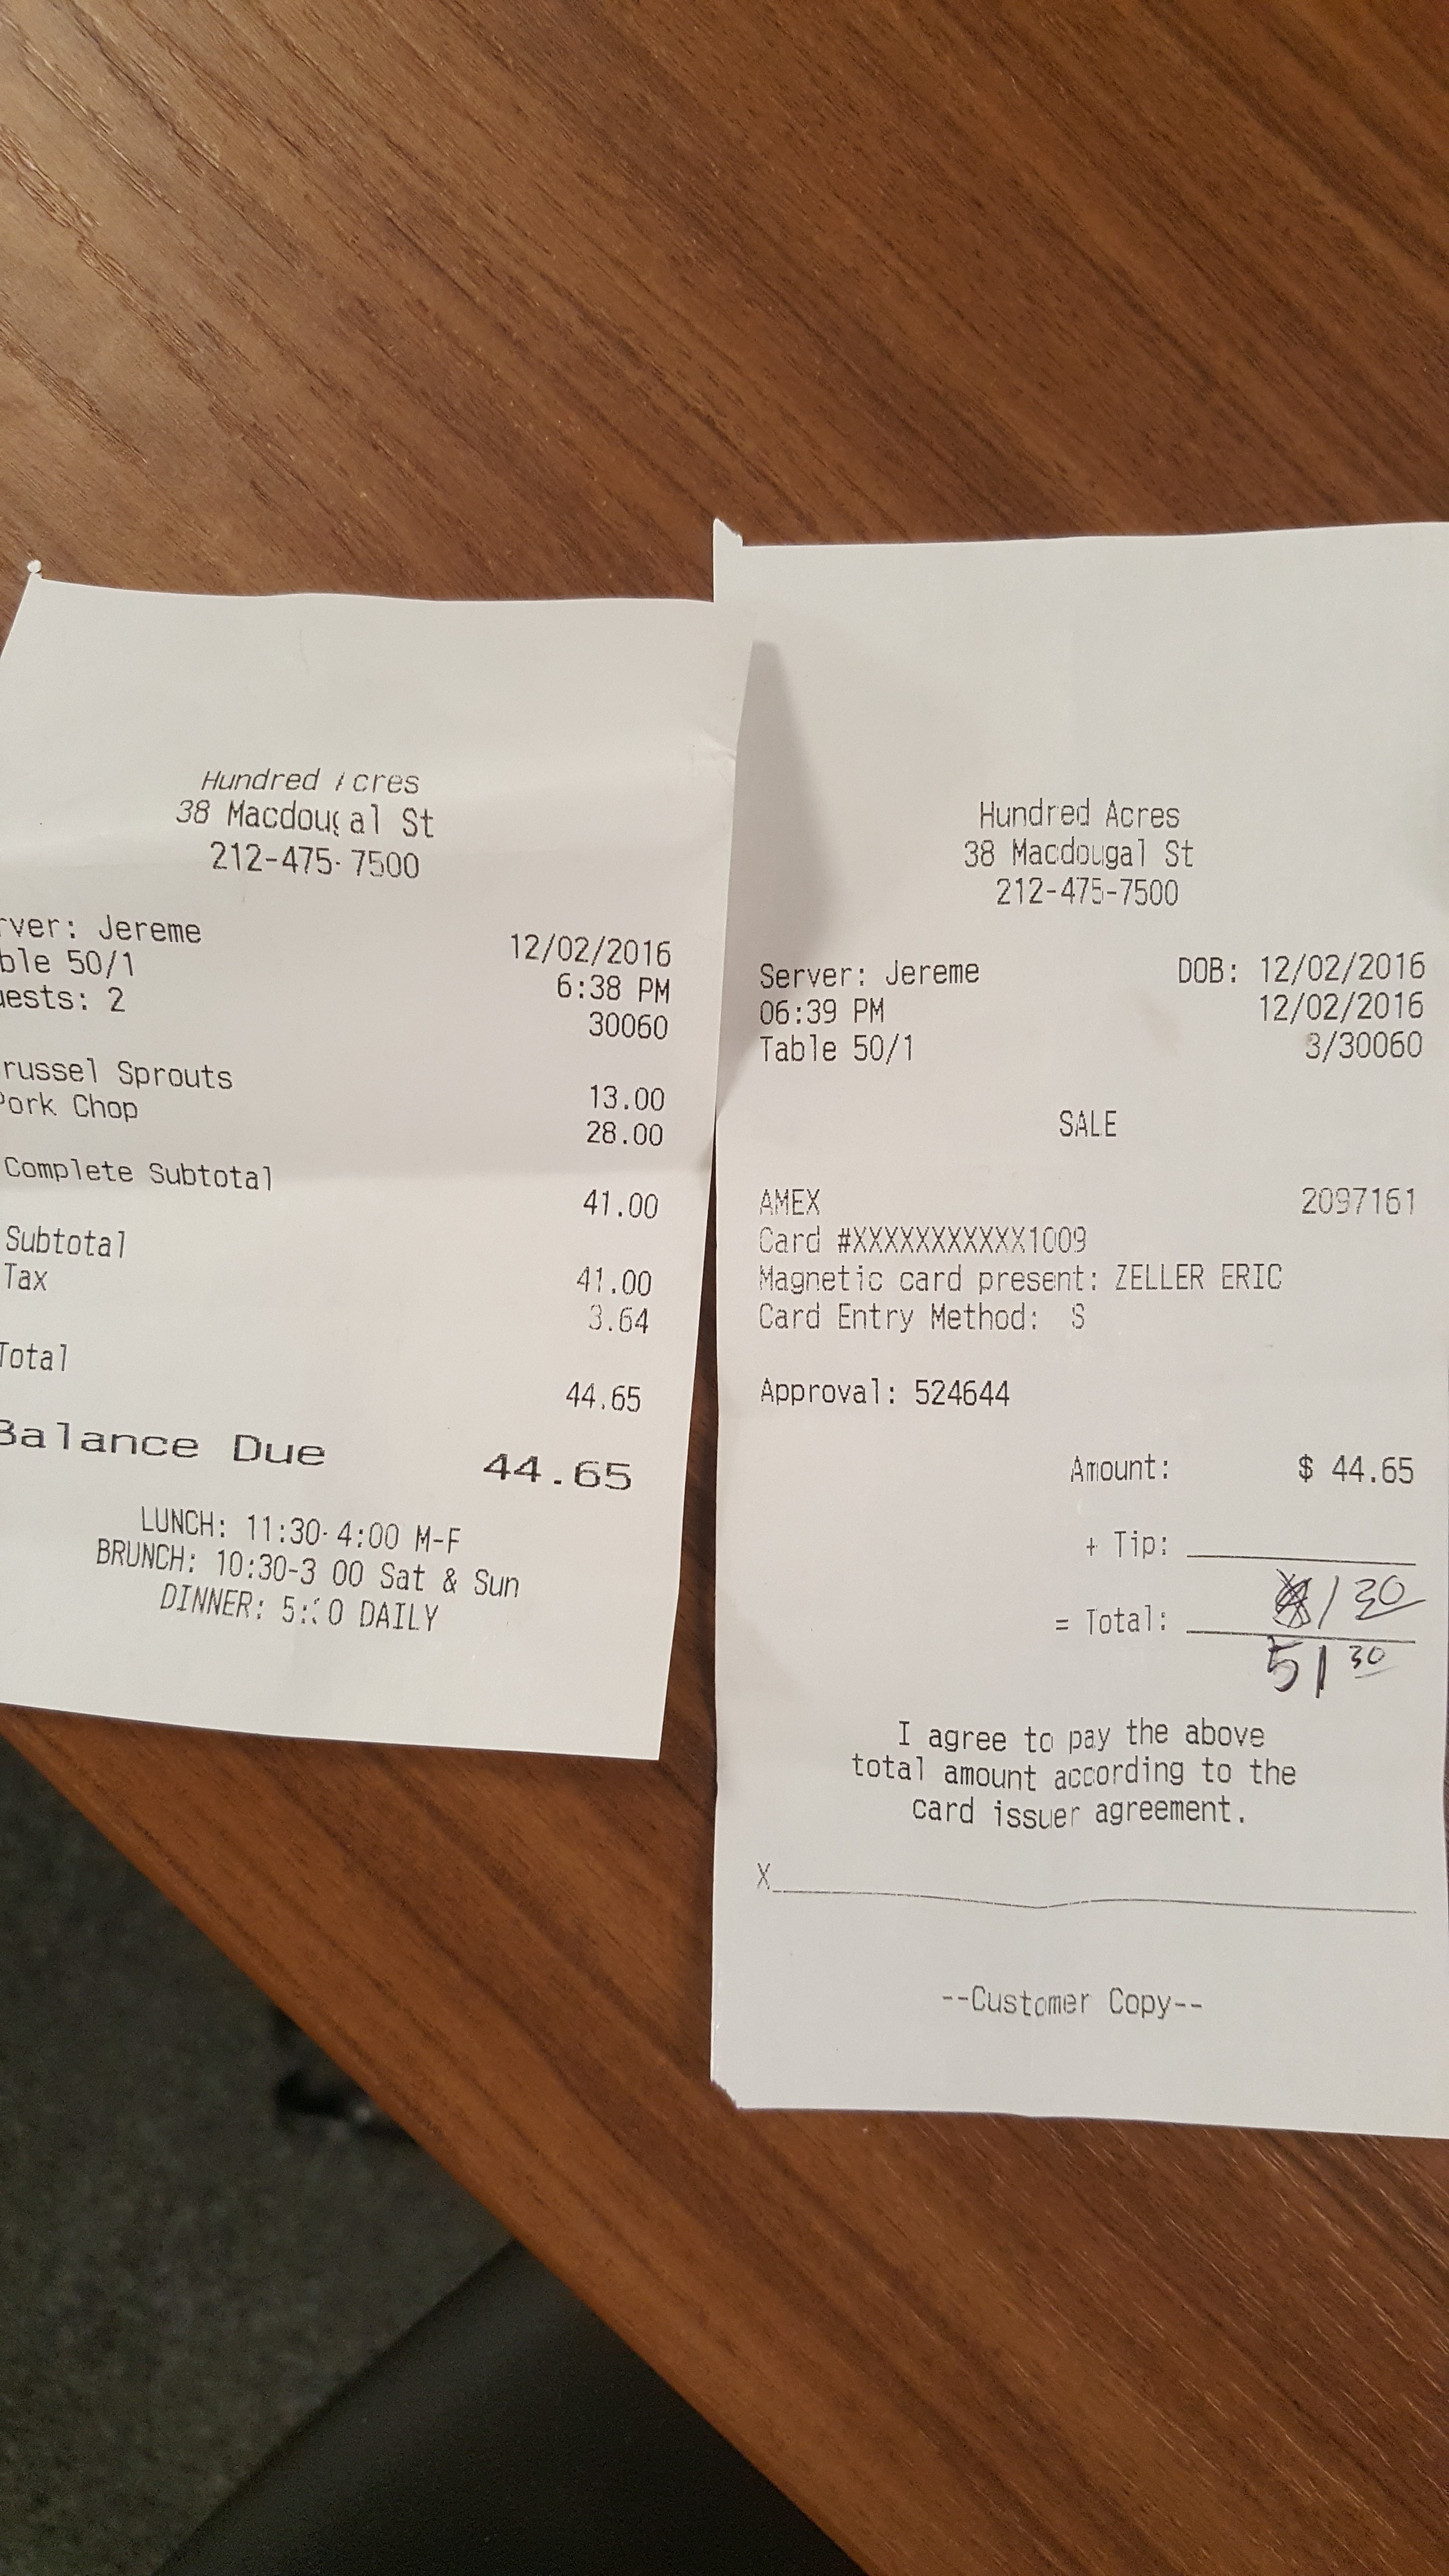 Hundred Acres
38 Macdougal St
212-475-7500
rver: Jereme 12/02/2016
ble 50/1 6:38 PM
uests: 2 30060
russel Sprouts 13.00
Pork Chop 28.00
Complete Subtotal 41.00
Subtotal 41.00
Tax 3.64
Total 44.65
Balance Due 44.65
LUNCH: 11:30-4:00 M-F
BRUNCH: 10:30-3 00 Sat & Sun
DINNER: DAILY
Hundred Acres
38 Macdougal St
212-475-7500
Server: Jereme DOB: 12/02/2016
06:39 PM 12/02/2016
Table 50/1 3/30060
SALE
AMEX 2097161
Card #XXXXXXXXXXX1009
Magnetic card present: ZELLER ERIC
Card Entry Method: S
Approval: 524644
Amount: $ 44.65
+ Tip:
= Total: 1 30
51 30
I agree to pay the above
total amount according to the
card issuer agreement.
X
--Customer Copy--